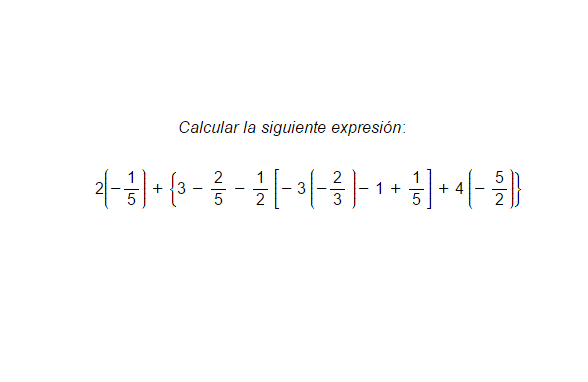 Calcular la siguiente expresión:
2(-1/5) + {3 - 2/5 - 1/2[-3(-2/3) - 1 + 1/5] + 4(-5/2)}